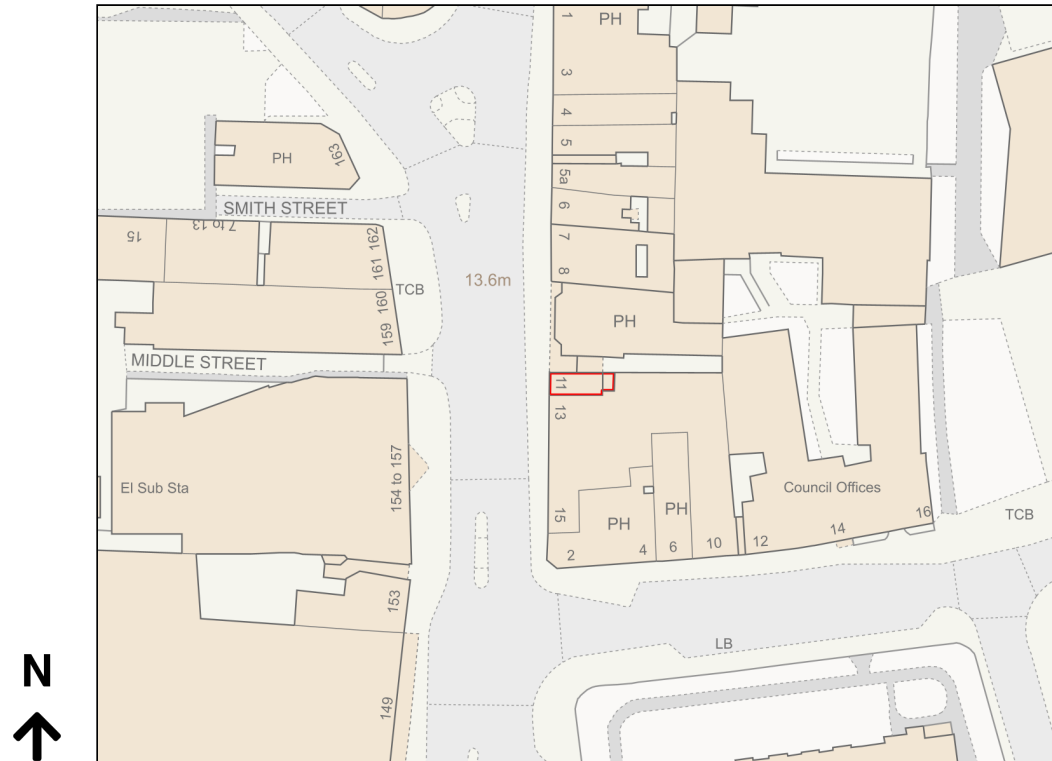 1
PH
3
4
5
5a
6
7
8
PH
163
PH
SMITH STREET
15
7 to 13
162
161
160
159
TCB
13.6m
MIDDLE STREET
11
13
15
PH
PH
2
4
6
10
12
14
16
Council Offices
TCB
El Sub Sta
154 to 157
153
149
LB
N